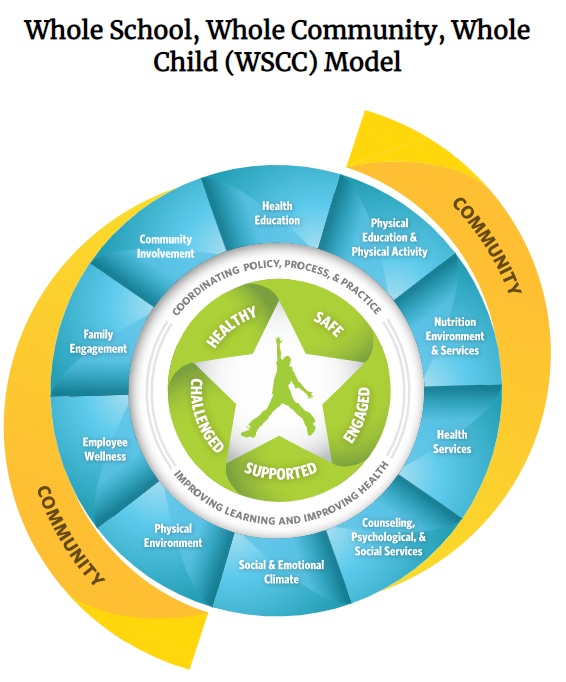 Whole School, Whole Community, Whole
Child (WSCC) Model
COMMUNITY
Health
Education
Physical
Education &
Physical Activity
Nutrition
Environment
& Services
Health
Services
Counseling,
Psychological, &
Social Services
Social & Emotional
Climate
Physical
Environment
Employee
Wellness
Family
Engagement
Community
Involvement
COORDINATING POLICY, PROCESS, & PRACTICE
HEALTHY
SAFE
ENGAGED
SUPPORTED
CHALLENGED
IMPROVING LEARNING AND IMPROVING HEALTH
COMMUNITY